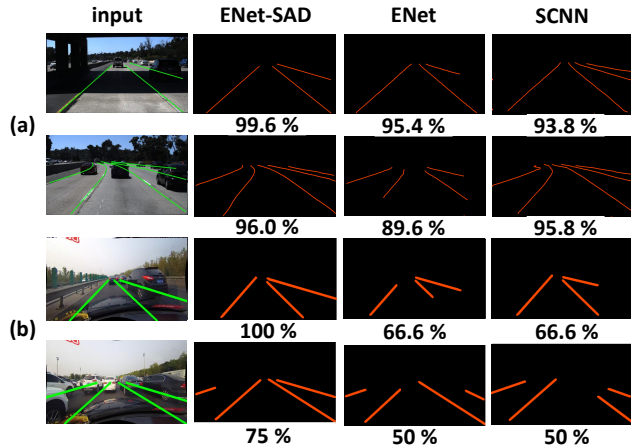 input ENet-SAD ENet SCNN
(a)
99.6 % 95.4 % 93.8 %
96.0 % 89.6 % 95.8 %
(b)
100 % 66.6 % 66.6 %
75 % 50 % 50 %